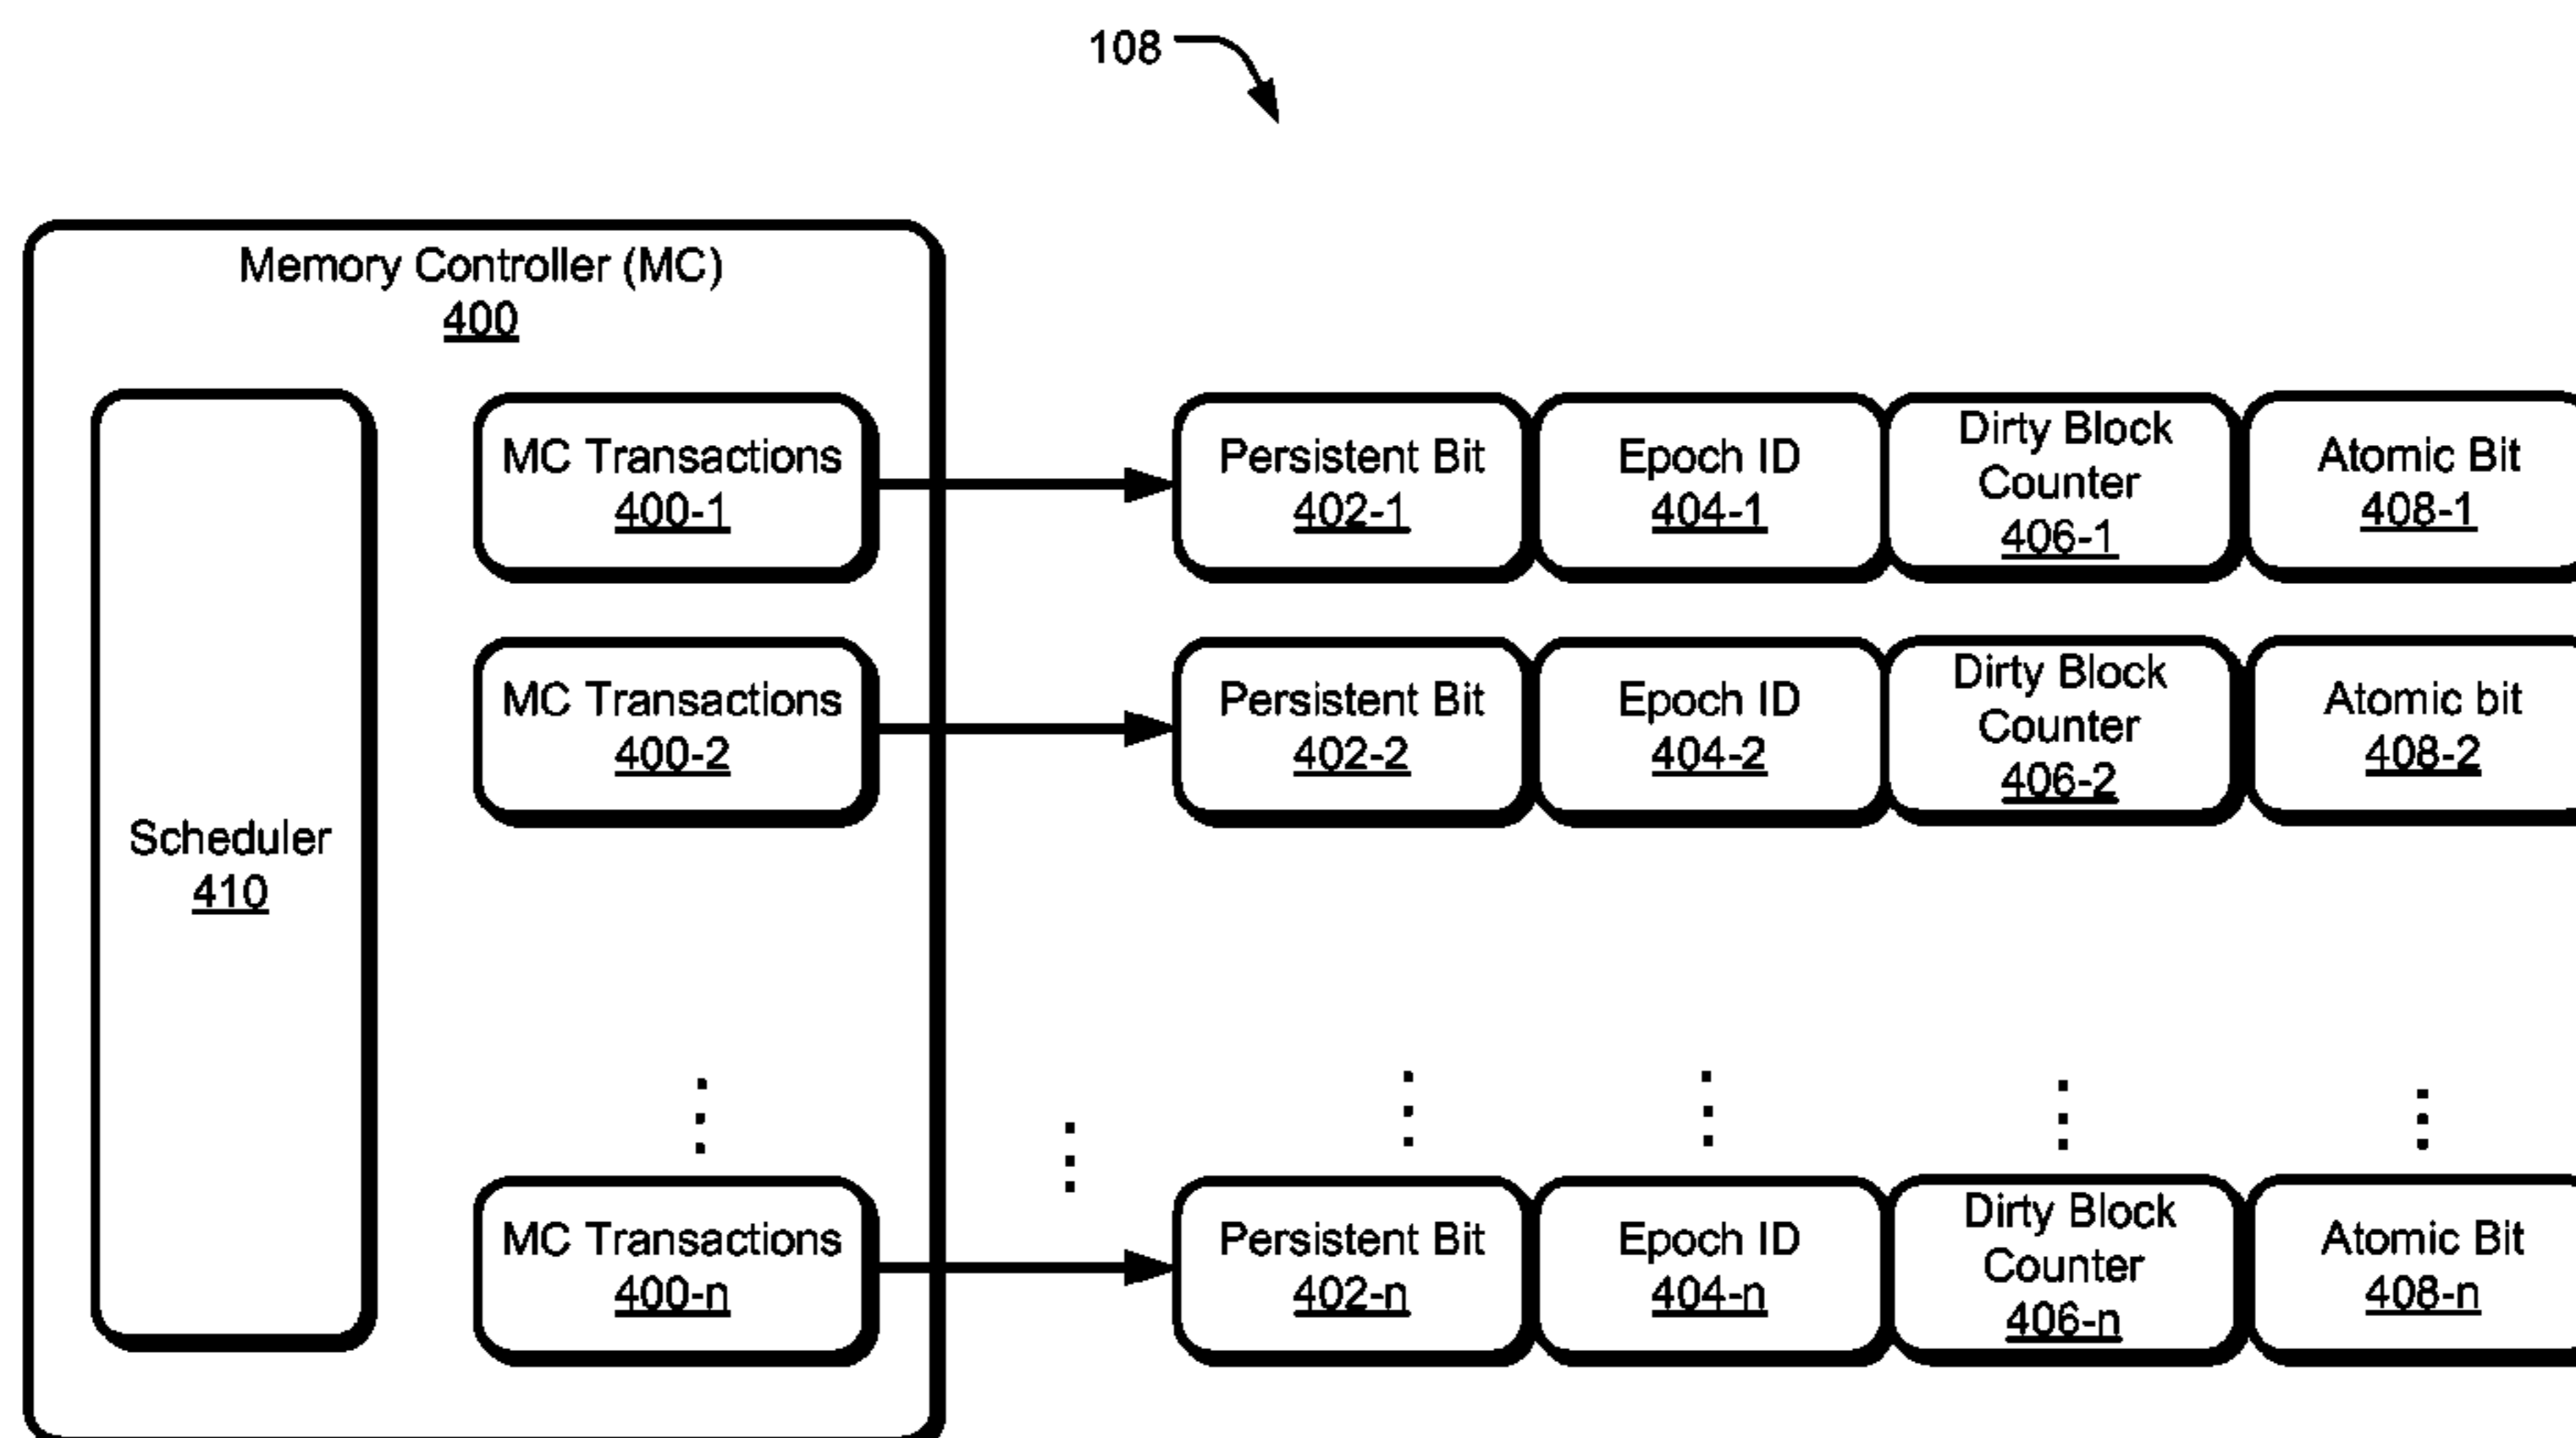 108
Memory Controller (MC)
400
Scheduler
410
MC Transactions
400-1
Persistent Bit
402-1
Epoch ID
404-1
Dirty Block
Counter
406-1
Atomic Bit
408-1
MC Transactions
400-2
Persistent Bit
402-2
Epoch ID
404-2
Dirty Block
Counter
406-2
Atomic bit
408-2
MC Transactions
400-n
Persistent Bit
402-n
Epoch ID
404-n
Dirty Block
Counter
406-n
Atomic Bit
408-n